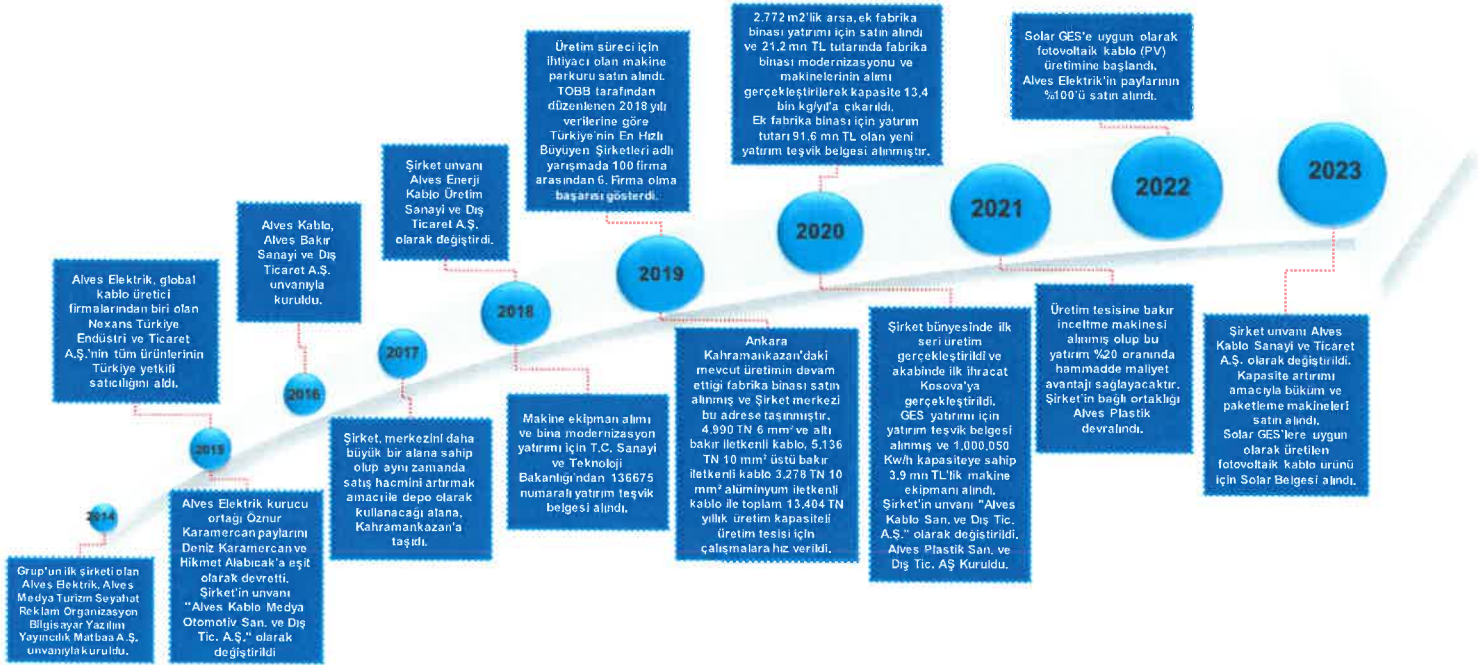 2014
Grup'un ilk şirketi olan
Alves Elektrik, Alves
Medya Turizm Seyahat
Reklam Organizasyon
Bilgisayar Yazılım
Yayıncılık Matbaa A.Ş.
unvanıyla kuruldu.
Alves Elektrik, global
kablo üretici
firmalarından biri olan
Nexans Türkiye
Endüstri ve Ticaret
A.Ş.'nin tüm ürünlerinin
Türkiye yetkili
satıcılığını aldı.
2015
Alves Elektrik kurucu
ortağı Öznur
Karamercan paylarını
Deniz Karamercan ve
Hikmet Alabıcak'a eşit
olarak devretti.
Şirket'in unvanı
"Alves Kablo Medya
Otomotiv San. ve Dış
Tic. A.Ş." olarak
değiştirildi
Alves Kablo,
Alves Bakır
Sanayi ve Dış
Ticaret A.Ş.
unvanıyla
kuruldu.
2016
2017
Şirket, merkezini daha
büyük bir alana sahip
olup aynı zamanda
satış hacmini artırmak
amacı ile depo olarak
kullanacağı alana,
Kahramankazan'a
taşıdı.
Şirket unvanı
Alves Enerji
Kablo Üretim
Sanayi ve Dış
Ticaret A.Ş.
olarak değiştirdi.
2018
Makine ekipman alımı
ve bina modernizasyon
yatırımı için T.C. Sanayi
ve Teknoloji
Bakanlığı'ndan 136675
numaralı yatırım teşvik
belgesi alındı.
Üretim süreci için
ihtiyacı olan makine
parkuru satın alındı.
TOBB tarafından
düzenlenen 2018 yılı
verilerine göre
Türkiye'nin En Hızlı
Büyüyen Şirketleri adlı
yarışmada 100 firma
arasından 6. Firma olma
başarısı gösterdi.
2019
Ankara
Kahramankazan'daki
mevcut üretimin devam
ettigi fabrika binası satın
alınmış ve Şirket merkezi
bu adrese taşınmıştır.
4.990 TN 6 mm² ve altı
bakır iletkenli kablo, 5,136
TN 10 mm² üstü bakır
iletkenli kablo 3,278 TN 10
mm² alüminyum iletkenli
kablo ile toplam 13,404 TN
yıllık üretim kapasiteli
üretim tesisi için
çalışmalara hız verildi.
2.772 m2'lik arsa, ek fabrika
binası yatırımı için satın alındı
ve 21.2 mn TL tutarında fabrika
binası modernizasyonu ve
makinelerinin alımı
gerçekleştirilerek kapasite 13,4
bin kg/yıl'a çıkarıldı.
Ek fabrika binası için yatırım
tutarı 91.6 mn TL olan yeni
yatırım teşvik belgesi alınmıştır.
2020
Şirket bünyesinde ilk
seri üretim
gerçekleştirildi ve
akabinde ilk ihracat
Kosova'ya
gerçekleştirildi.
GES yatırımı için
yatırım teşvik belgesi
alınmış ve 1,000,050
Kw/h kapasiteye sahip
3.9 mn TL'lik makine
ekipmanı alındı.
Şirket'in unvanı "Alves
Kablo San. ve Dış Tic.
A.Ş." olarak değiştirildi.
Alves Plastik San. ve
Dış Tic. AŞ Kuruldu.
2021
Üretim tesisine bakır
inceltme makinesi
alınmış olup bu
yatırım %20 oranında
hammadde maliyet
avantajı sağlayacaktır.
Şirket'in bağlı ortaklığı
Alves Plastik
devralındı.
Solar GES'e uygun olarak
fotovoltaik kablo (PV)
üretimine başlandı.
Alves Elektrik'in paylarının
%100'ü satın alındı.
2022
2023
Şirket unvanı Alves
Kablo Sanayi ve Ticaret
A.Ş. olarak değiştirildi.
Kapasite artırımı
amacıyla büküm ve
paketleme makineleri
satın alındı.
Solar GES'lere uygun
olarak üretilen
fotovoltaik kablo ürünü
için Solar Belgesi alındı.